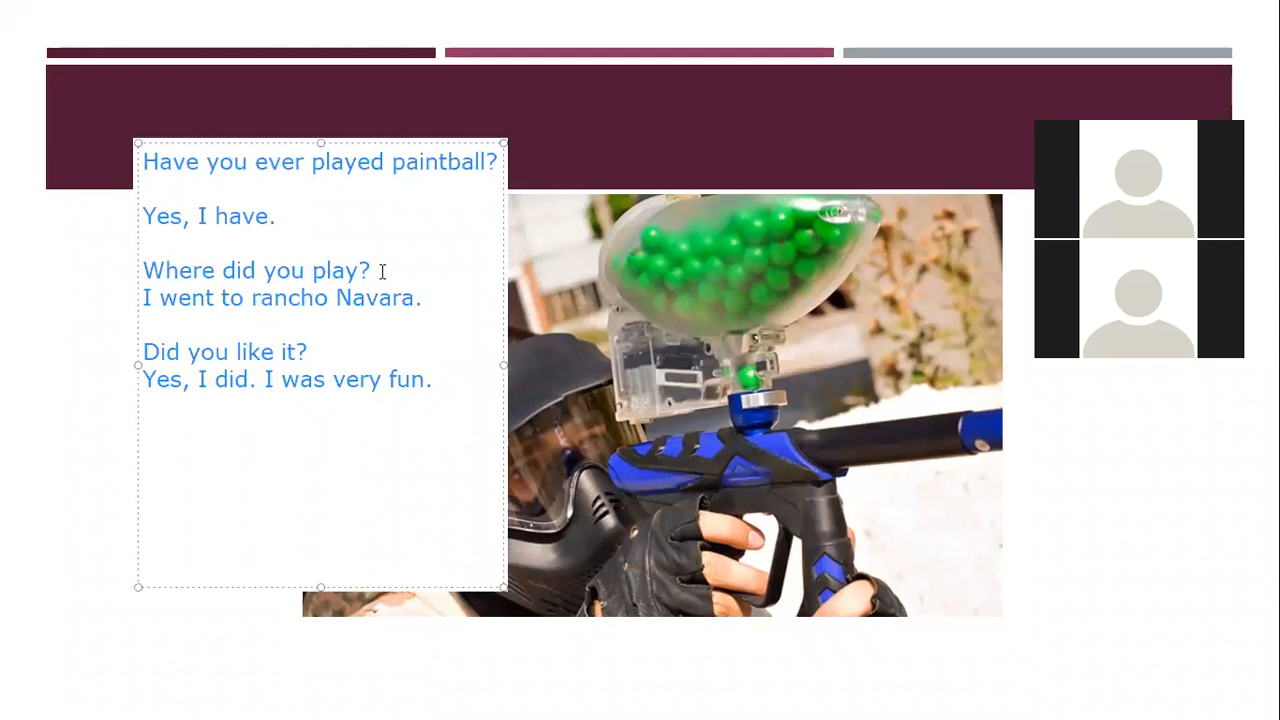 Have you ever played paintball?
Yes, I have.
Where did you play?
I went to rancho Navara.
Did you like it?
Yes, I did. I was very fun.